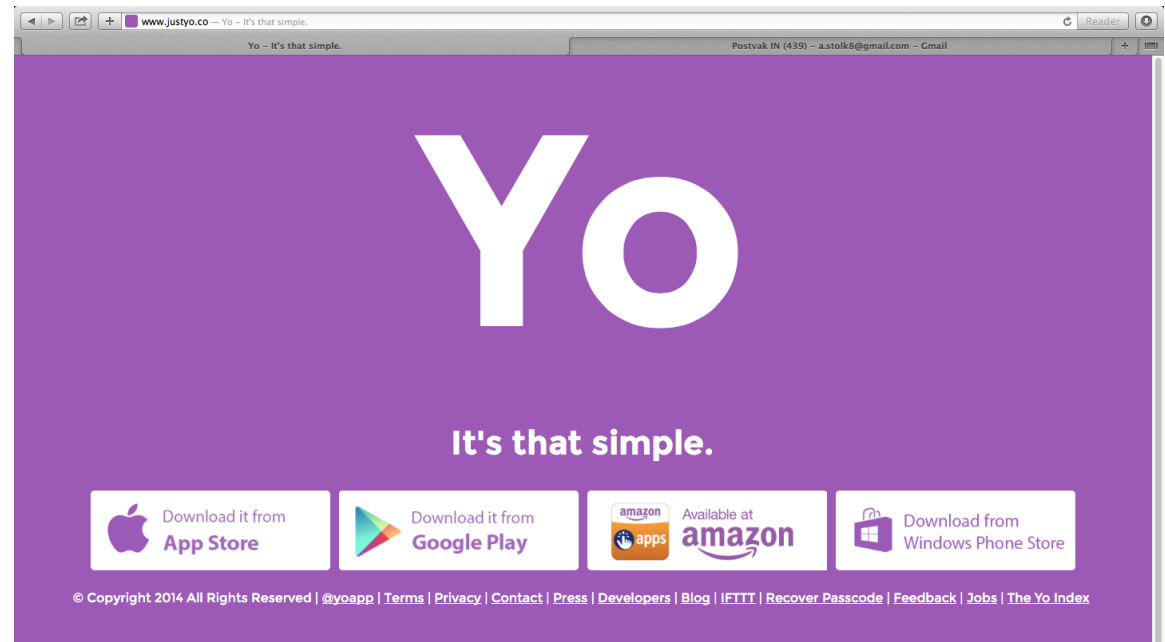 www.justyo.co — Yo – It's that simple.
Reader
Yo – It's that simple.
Postvak IN (439) – a.stolk8@gmail.com – Gmail
Yo
It's that simple.
Download it from
App Store
Download it from
Google Play
amazon
apps
Available at
amazon
Download from
Windows Phone Store
© Copyright 2014 All Rights Reserved | @yoapp | Terms | Privacy | Contact | Press | Developers | Blog | IFTTT | Recover Passcode | Feedback | Jobs | The Yo Index